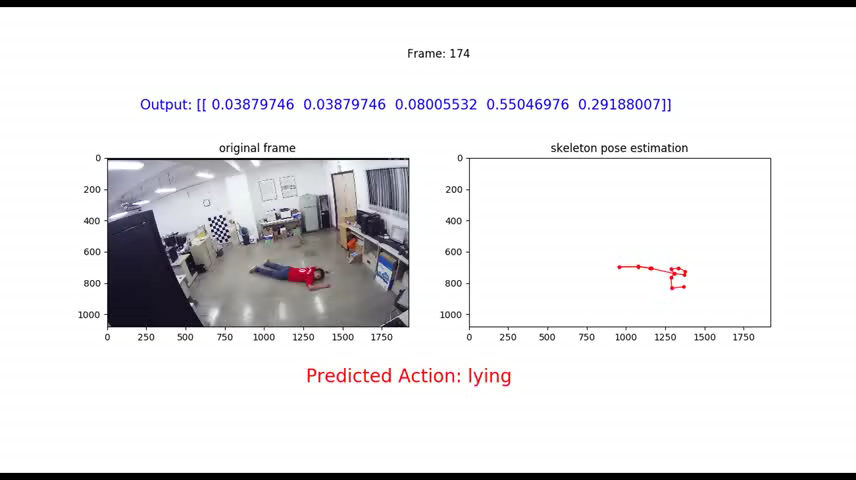 Frame: 174
Output: [[ 0.03879746 0.03879746 0.08005532 0.55046976 0.29188007]]
original frame
skeleton pose estimation
0
200
400
600
800
1000
0 250 500 750 1000 1250 1500 1750
0
200
400
600
800
1000
0 250 500 750 1000 1250 1500 1750
Predicted Action: lying